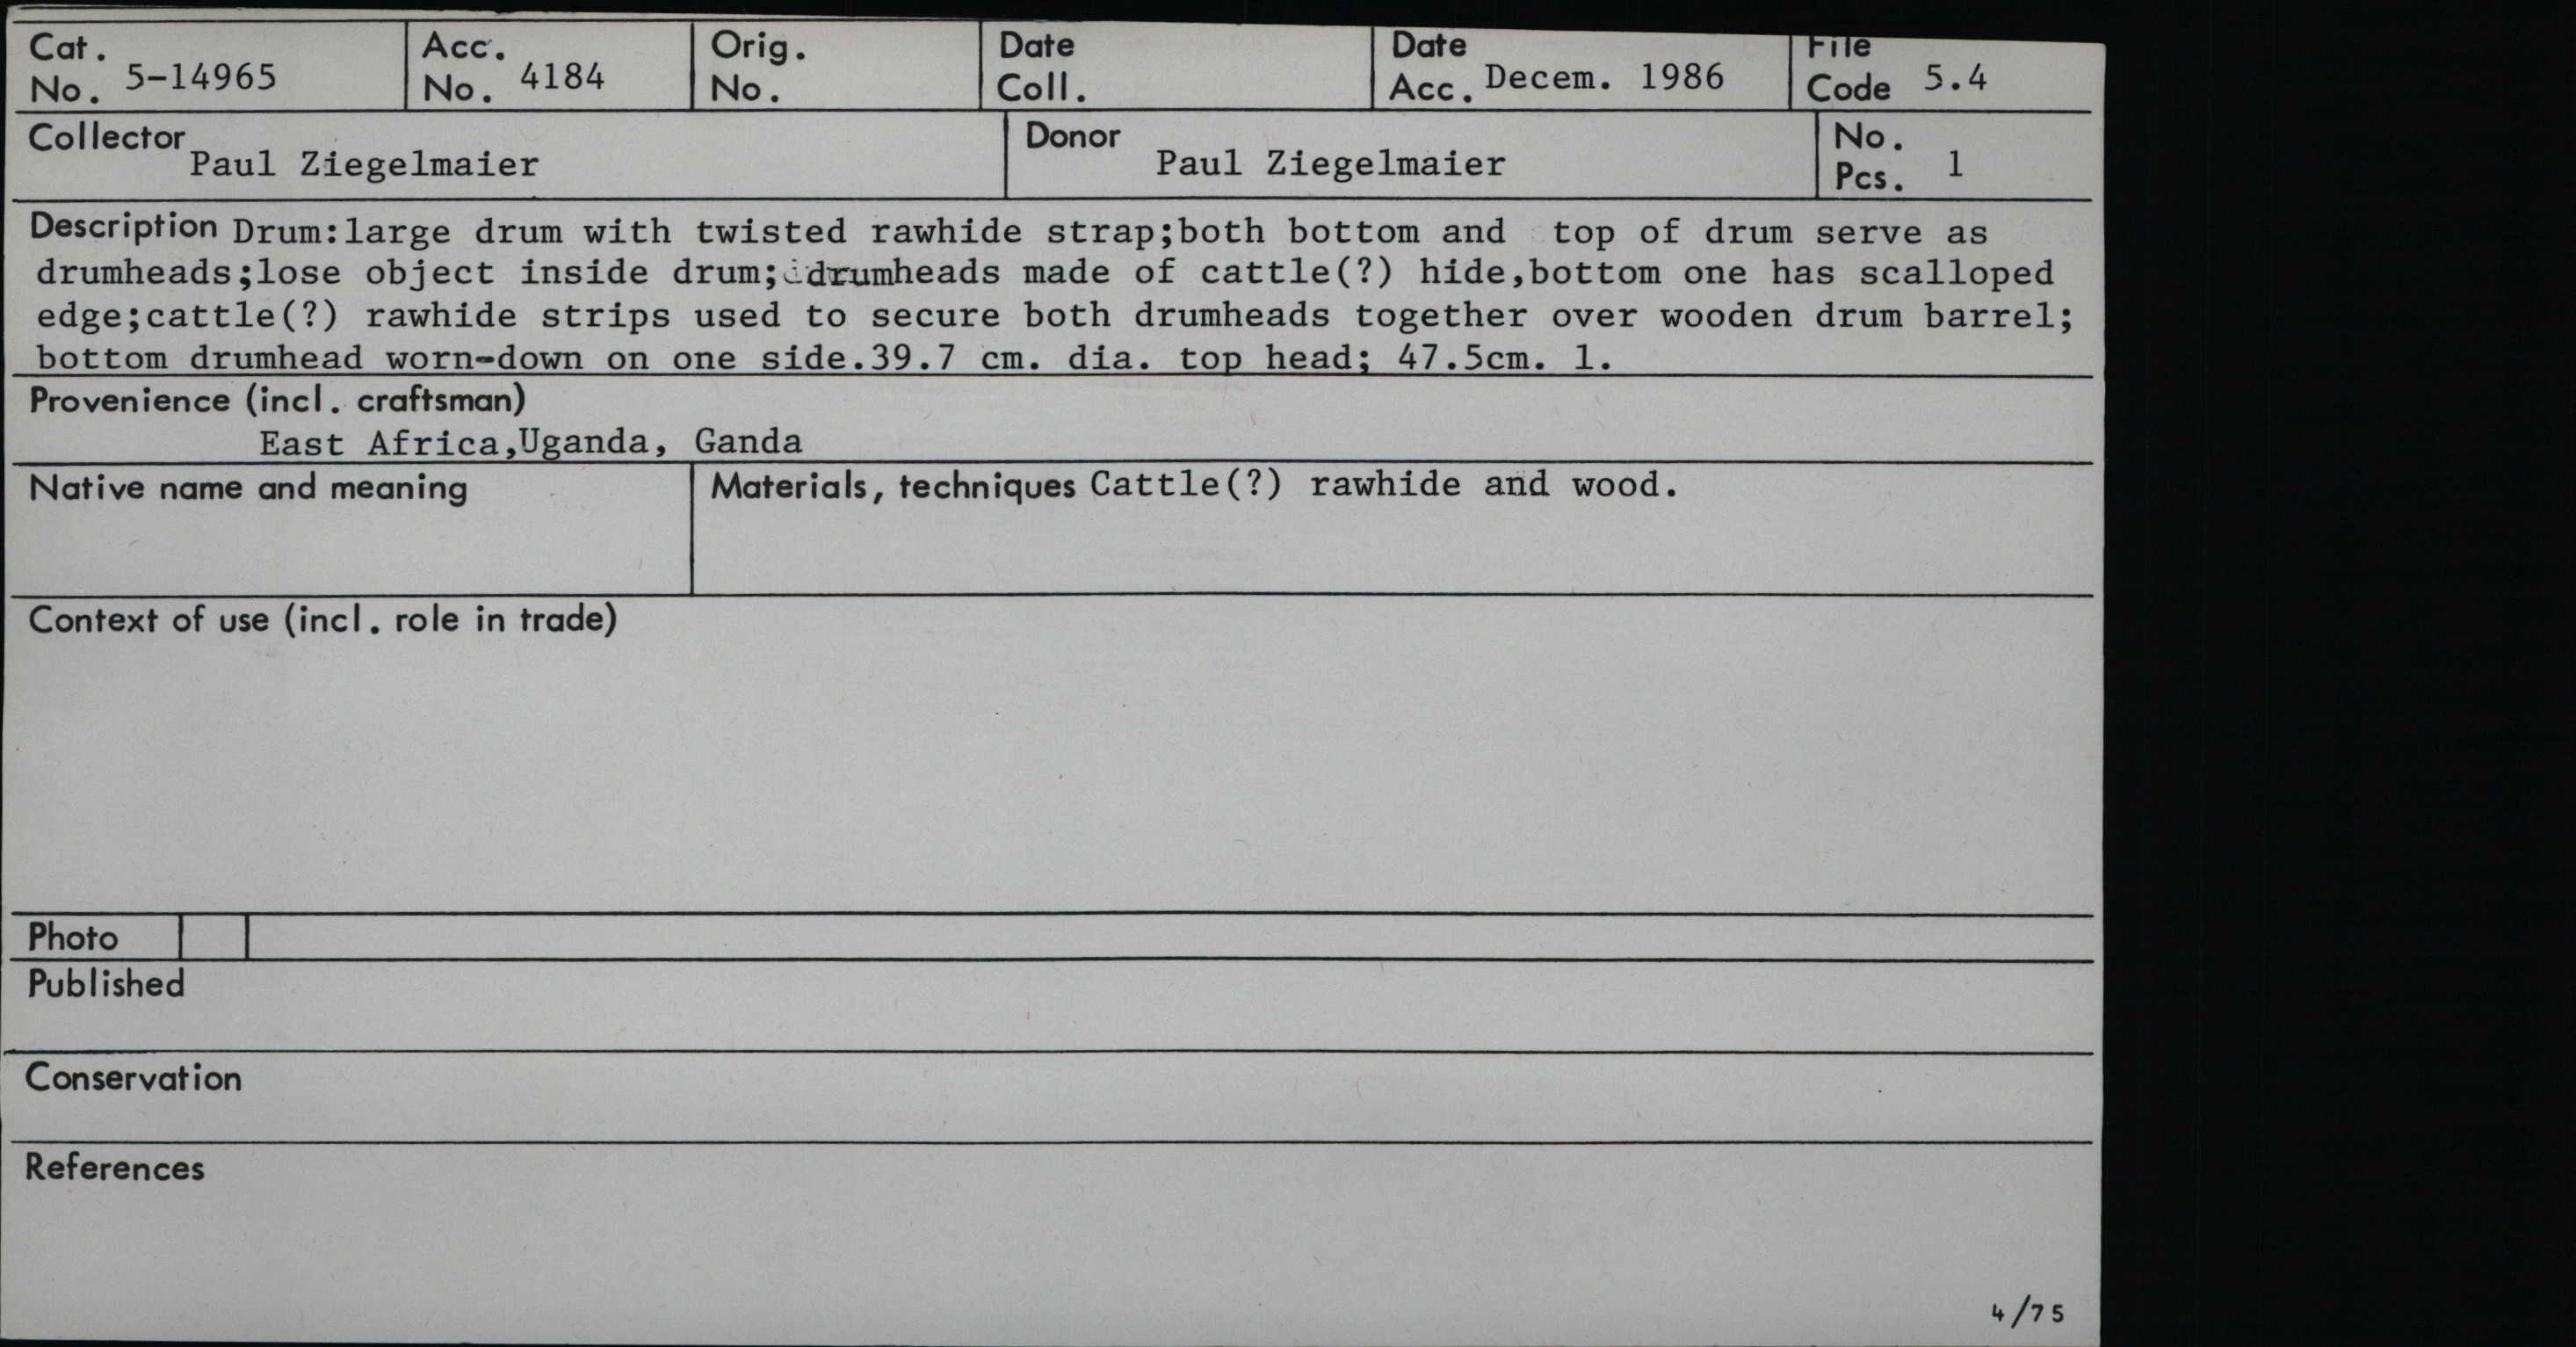 Cat. No. 5-14965 Acc. No. 4184 Orig. No. Date Coll. Date Acc. Decem. 1986 File Code 5.4
Collector Paul Ziegelmaier Donor Paul Ziegelmaier No. Pcs. 1
Description Drum:large drum with twisted rawhide strap;both bottom and top of drum serve as
drumheads;lose object inside drum; drumheads made of cattle(?) hide,bottom one has scalloped
edge;cattle(?) rawhide strips used to secure both drumheads together over wooden drum barrel;
bottom drumhead worn-down on one side.39.7 cm. dia. top head; 47.5cm. l.
Provenience (incl. craftsman)
East Africa,Uganda, Ganda
Native name and meaning Materials, techniques Cattle(?) rawhide and wood.
Context of use (incl. role in trade)
Photo
Published
Conservation
References
4/75